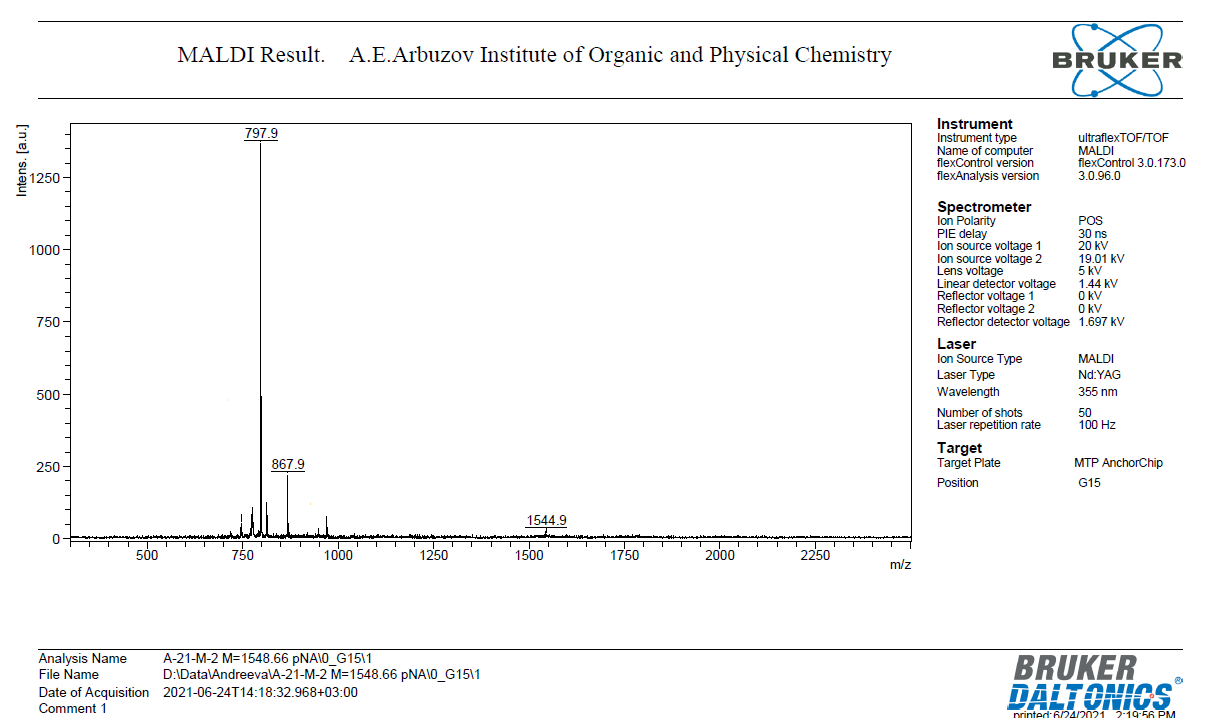 MALDI Result. A.E.Arbuzov Institute of Organic and Physical Chemistry
BRUKER
Intens. [a.u.]
1250
1000
750
500
250
0
797.9
867.9
1544.9
500 750 1000 1250 1500 1750 2000 2250
m/z
Instrument
Instrument type ultraflexTOF/TOF
Name of computer MALDI
flexControl version flexControl 3.0.173.0
flexAnalysis version 3.0.96.0
Spectrometer
Ion Polarity POS
PIE delay 30 ns
Ion source voltage 1 20 kV
Ion source voltage 2 19.01 kV
Lens voltage 5 kV
Linear detector voltage 1.44 kV
Reflector voltage 1 0 kV
Reflector voltage 2 0 kV
Reflector detector voltage 1.697 kV
Laser
Ion Source Type MALDI
Laser Type Nd:YAG
Wavelength 355 nm
Number of shots 50
Laser repetition rate 100 Hz
Target
Target Plate MTP AnchorChip
Position G15
Analysis Name A-21-M-2 M=1548.66 pNA\0_G15\1
File Name D:\Data\Andreeva\A-21-M-2 M=1548.66 pNA\0_G15\1
Date of Acquisition 2021-06-24T14:18:32.968+03:00
Comment 1
BRUKER
DALTONICS®
printed: 6/24/2021 2:19:56 PM